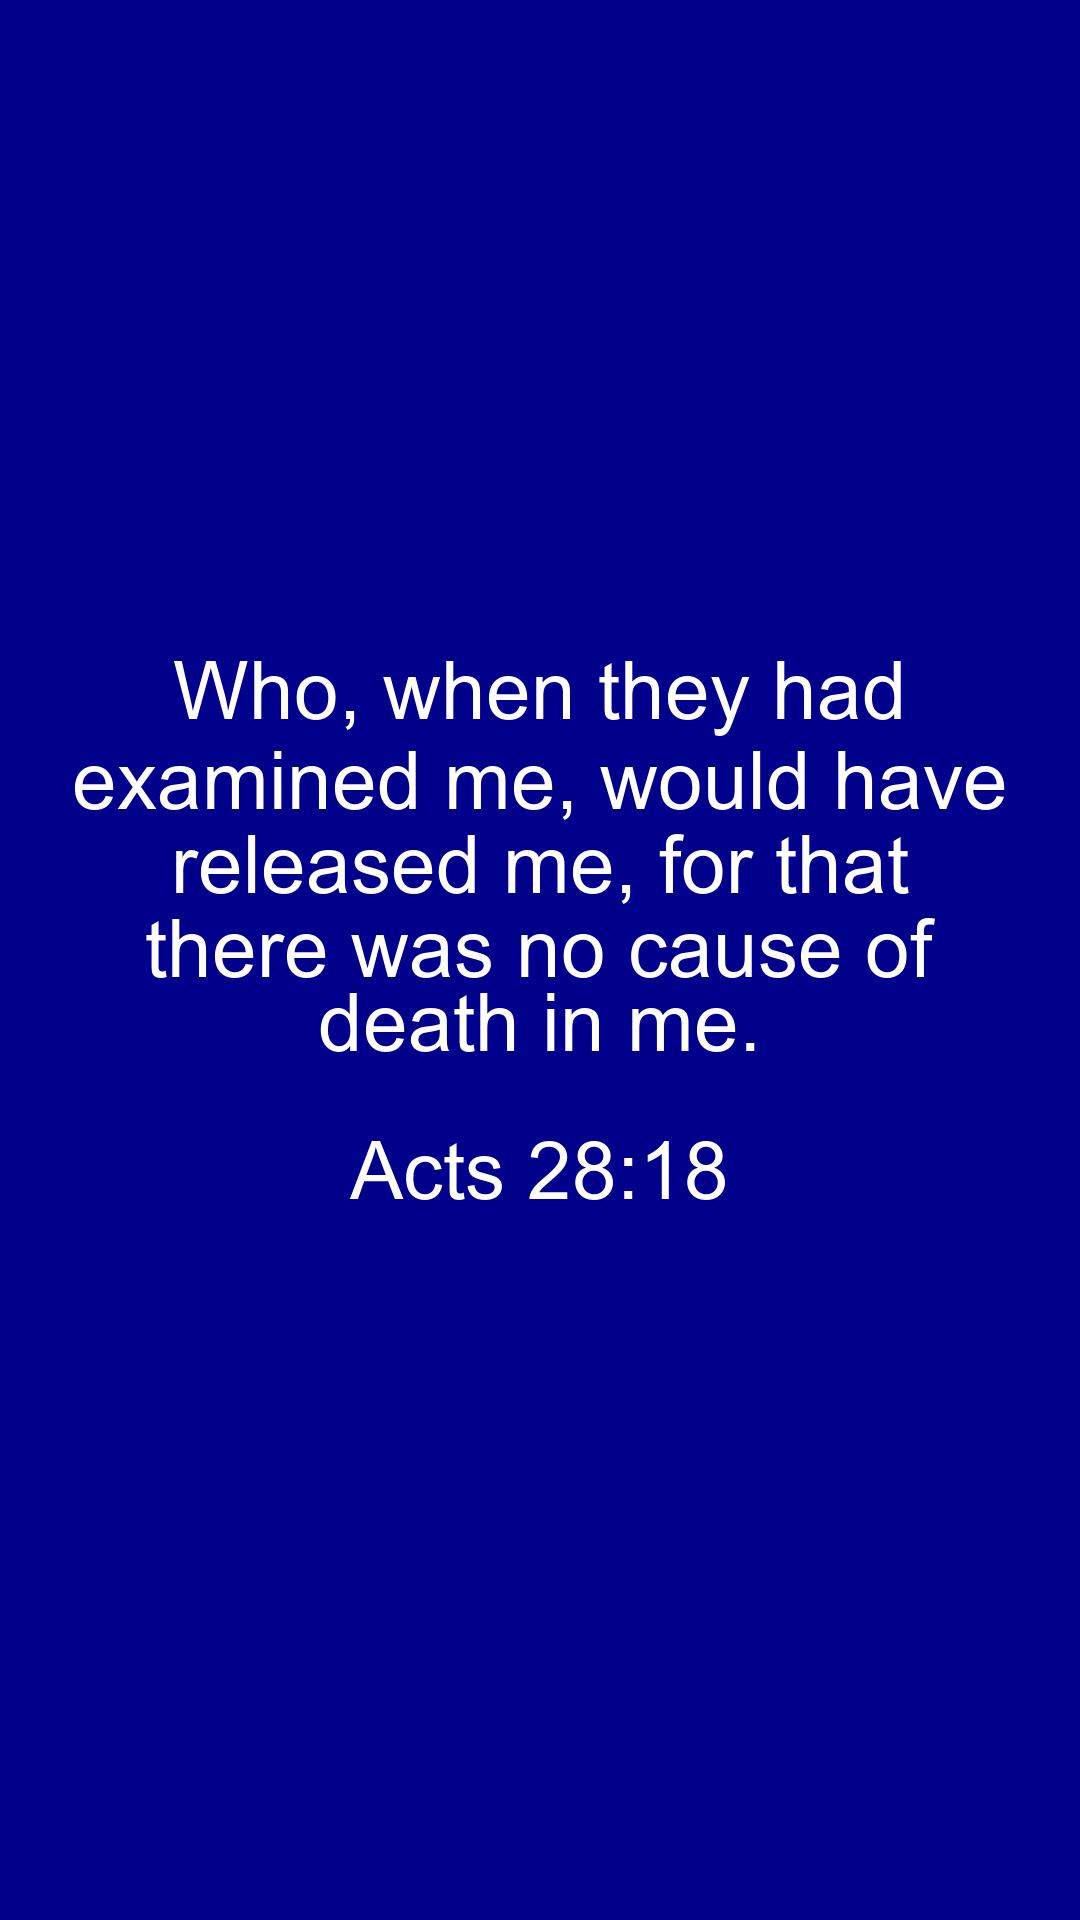 Who, when they had
examined me, would have
released me, for that
there was no cause of
death in me.
Acts 28:18